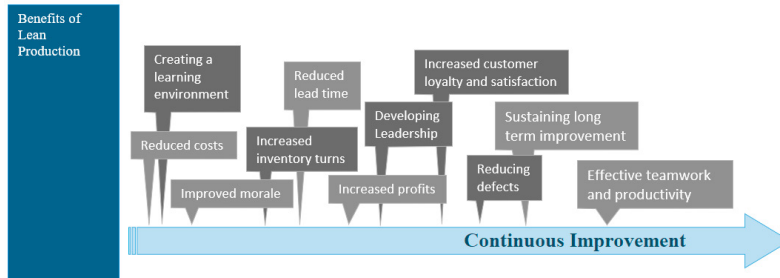 Benefits of
Lean
Production
Creating a
learning
environment
Reduced costs
Improved morale
Increased
inventory turns
Reduced
lead time
Increased profits
Developing
Leadership
Increased customer
loyalty and satisfaction
Reducing
defects
Sustaining long
term improvement
Effective teamwork
and productivity
Continuous Improvement